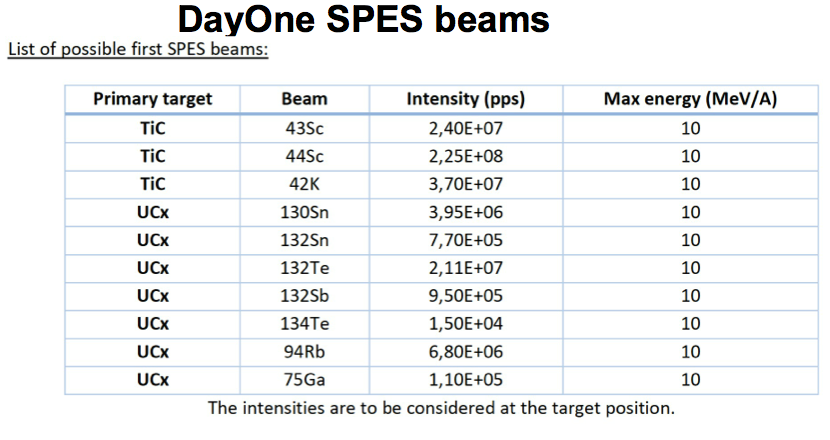 DayOne SPES beams
List of possible first SPES beams:
Primary target Beam Intensity (pps) Max energy (MeV/A)
TiC 43Sc 2,40E+07 10
TiC 44Sc 2,25E+08 10
TiC 42K 3,70E+07 10
UCx 130Sn 3,95E+06 10
UCx 132Sn 7,70E+05 10
UCx 132Te 2,11E+07 10
UCx 132Sb 9,50E+05 10
UCx 134Te 1,50E+04 10
UCx 94Rb 6,80E+06 10
UCx 75Ga 1,10E+05 10
The intensities are to be considered at the target position.